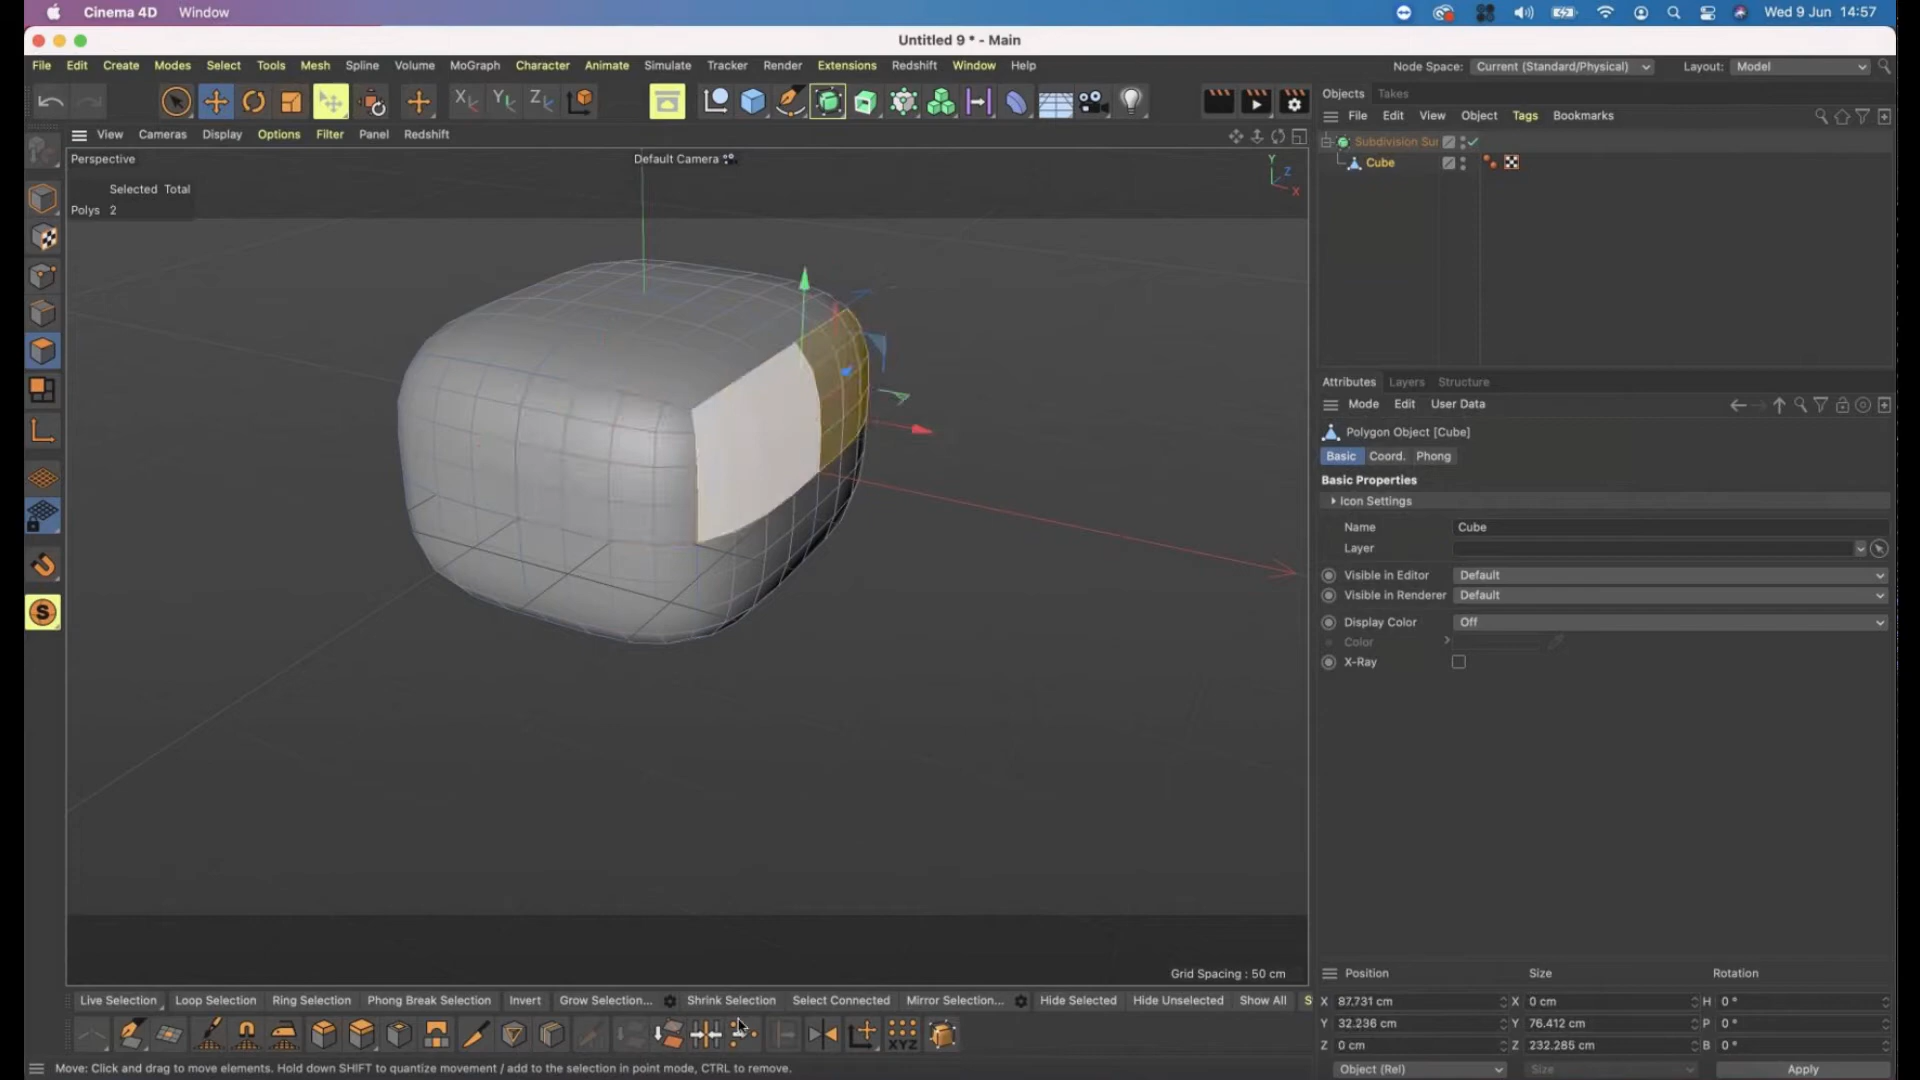 Cinema 4D Window
Wed 9 Jun 14:57
Untitled 9 * - Main
File Edit Create Modes Select Tools Mesh Spline Volume MoGraph Character Animate Simulate Tracker Render Extensions Redshift Window Help
Node Space: Current (Standard/Physical) Layout: Model
X Y Z
Objects Takes
File Edit View Object Tags Bookmarks
View Cameras Display Options Filter Panel Redshift
Subdivision Sur
Cube
Perspective
Default Camera
Y
Z
X
Selected Total
Polys 2
Attributes Layers Structure
Mode Edit User Data
Polygon Object [Cube]
Basic Coord. Phong
Basic Properties
Icon Settings
Name Cube
Layer
Visible in Editor Default
Visible in Renderer Default
Display Color Off
Color
X-Ray
S
Grid Spacing : 50 cm
Position Size Rotation
X 87.731 cm X 0 cm H 0 °
Y 32.236 cm Y 76.412 cm P 0 °
Z 0 cm Z 232.285 cm B 0 °
Object (Rel) Size Apply
Live Selection Loop Selection Ring Selection Phong Break Selection Invert Grow Selection... Shrink Selection Select Connected Mirror Selection... Hide Selected Hide Unselected Show All S
XYZ
Move: Click and drag to move elements. Hold down SHIFT to quantize movement / add to the selection in point mode, CTRL to remove.